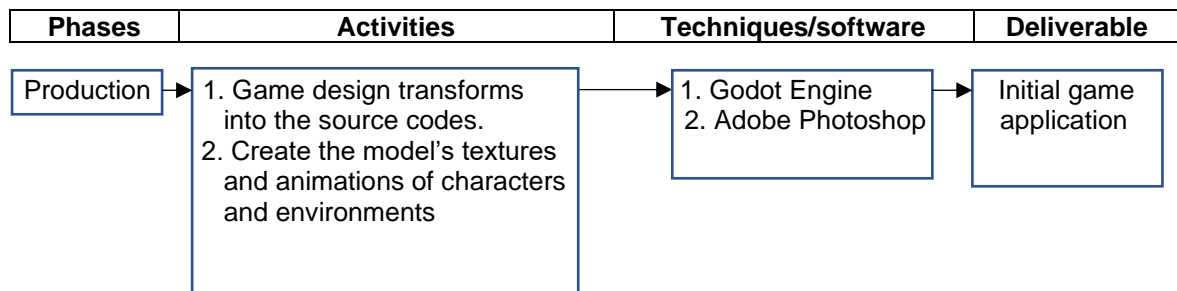 Phases Activities Techniques/software Deliverable
Production
1. Game design transforms
into the source codes.
2. Create the model's textures
and animations of characters
and environments
1. Godot Engine
2. Adobe Photoshop
Initial game
application